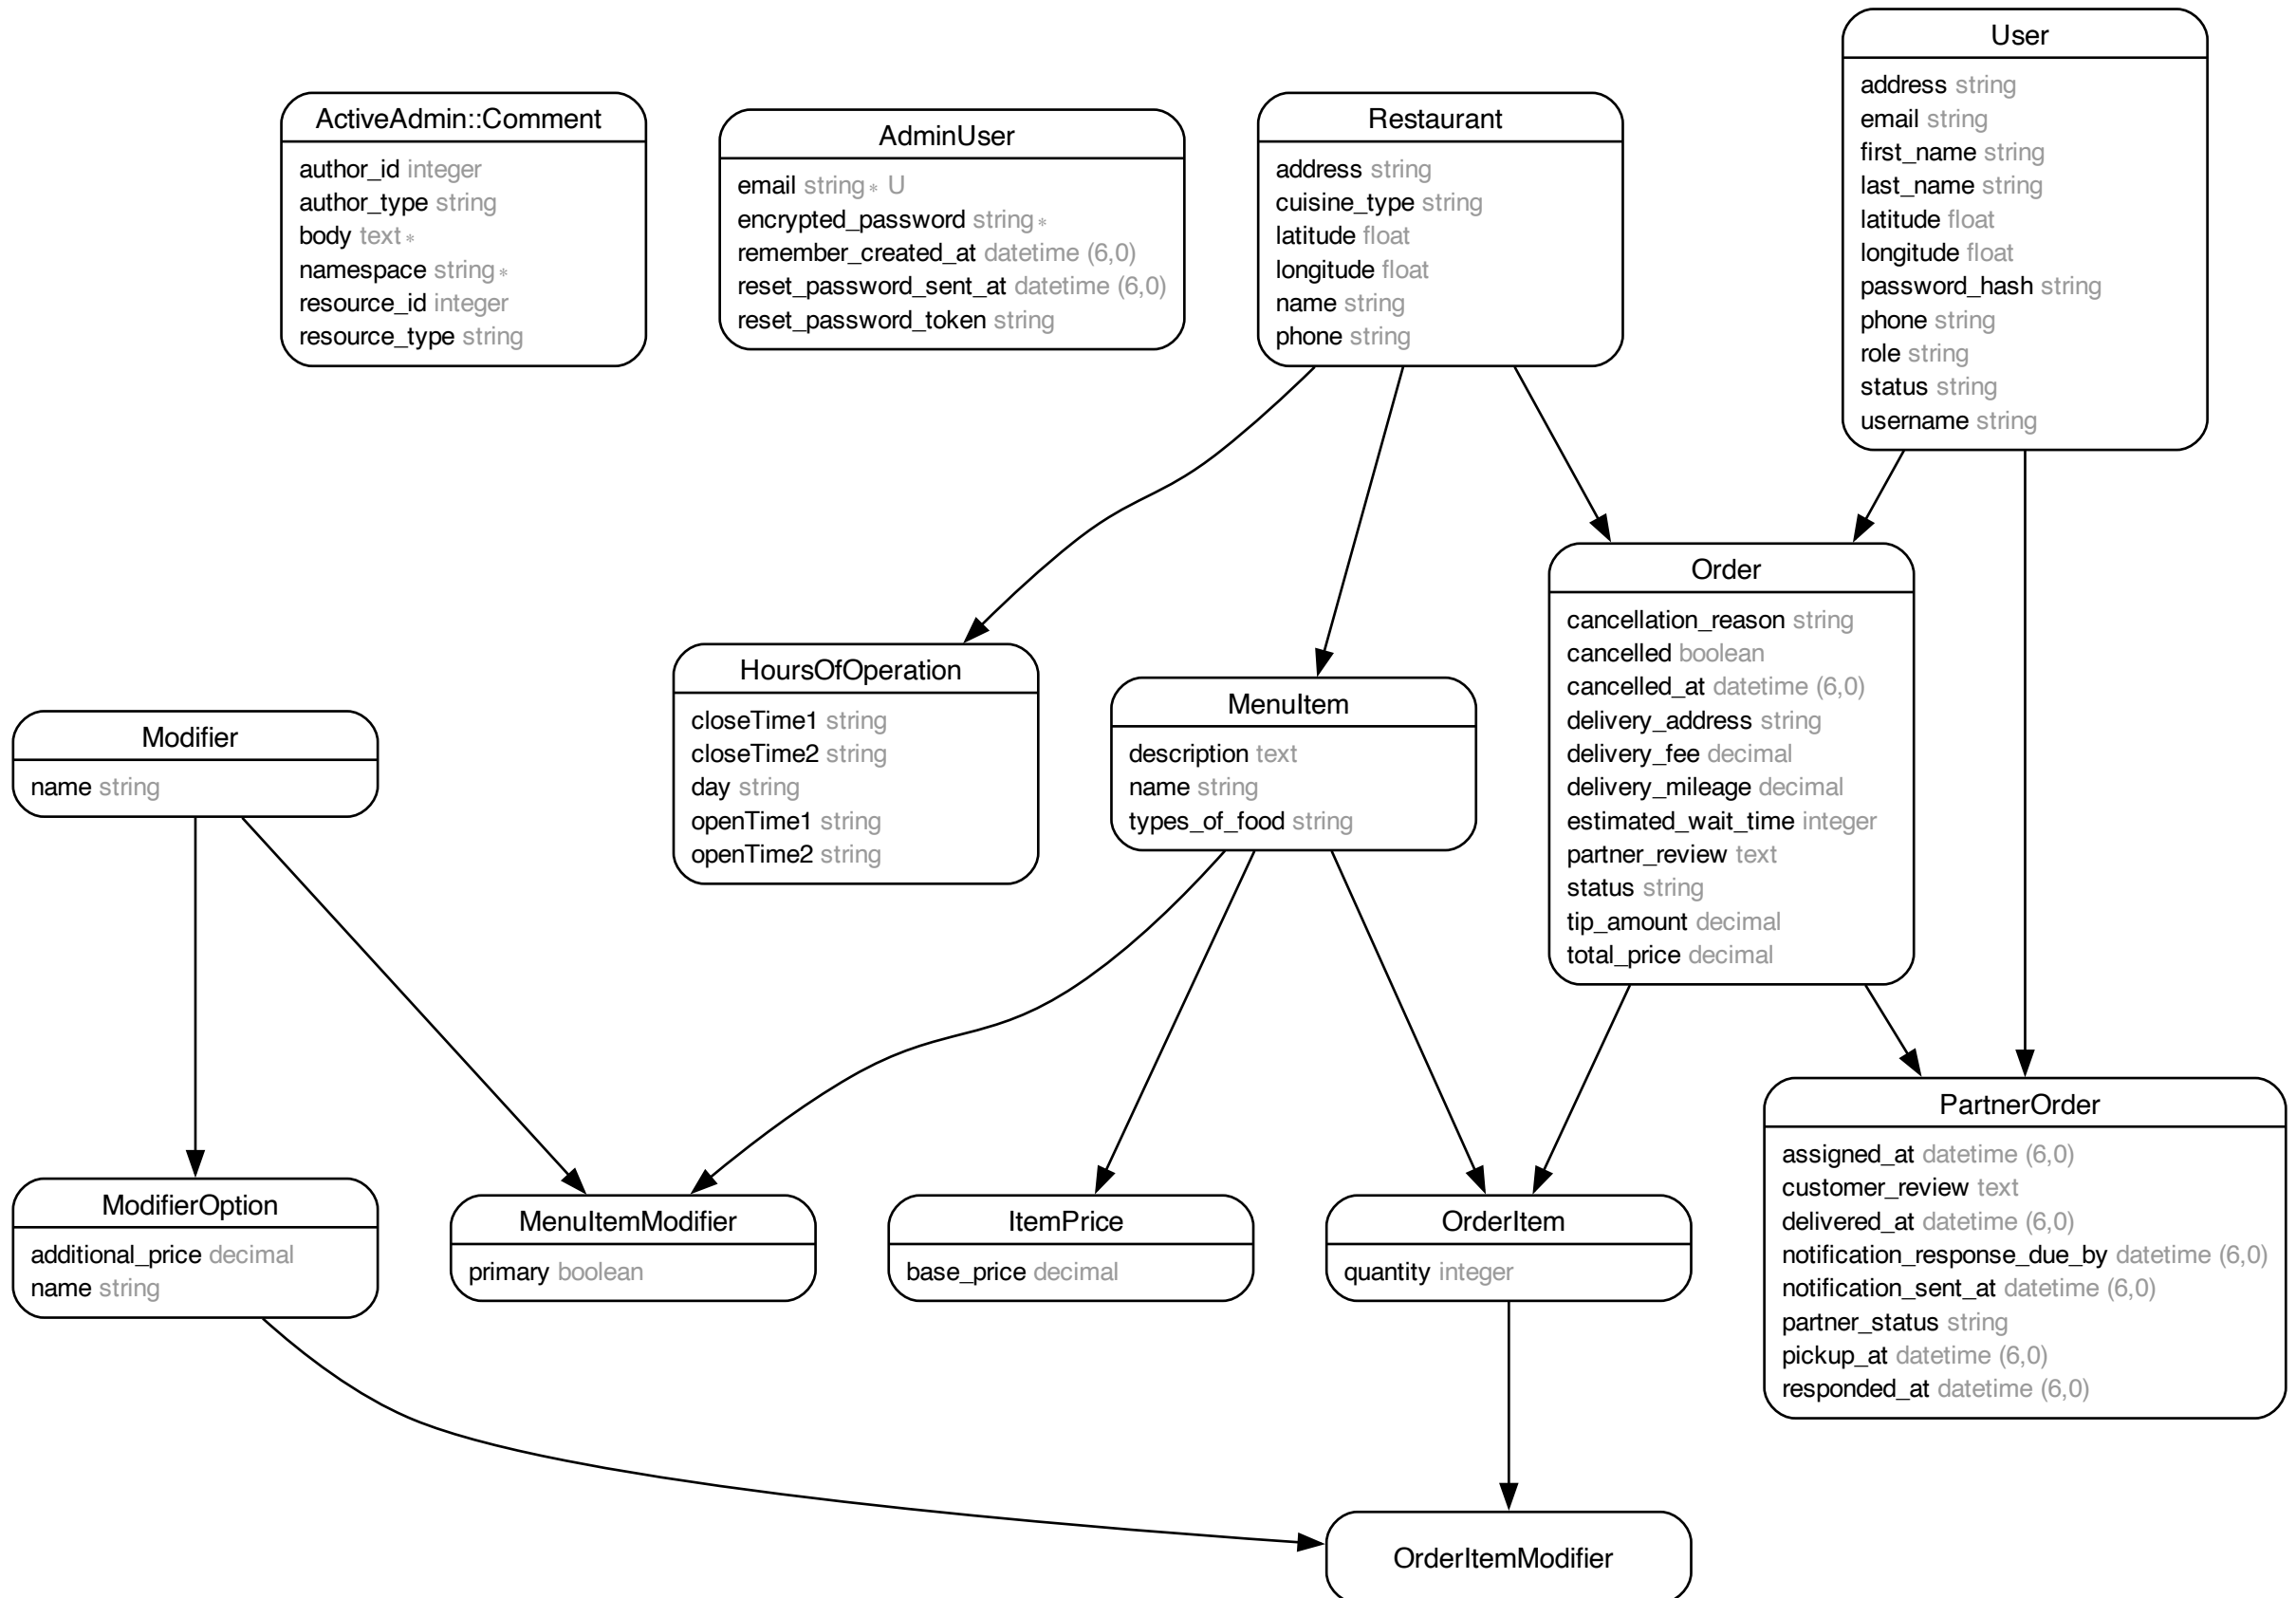 User
address string
email string
first_name string
last_name string
latitude float
longitude float
password_hash string
phone string
role string
status string
username string
ActiveAdmin::Comment
author_id integer
author_type string
body text *
namespace string *
resource_id integer
resource_type string
AdminUser
email string * U
encrypted_password string *
remember_created_at datetime (6,0)
reset_password_sent_at datetime (6,0)
reset_password_token string
Restaurant
address string
cuisine_type string
latitude float
longitude float
name string
phone string
Order
cancellation_reason string
cancelled boolean
cancelled_at datetime (6,0)
delivery_address string
delivery_fee decimal
delivery_mileage decimal
estimated_wait_time integer
partner_review text
status string
tip_amount decimal
total_price decimal
HoursOfOperation
closeTime1 string
closeTime2 string
day string
openTime1 string
openTime2 string
MenuItem
description text
name string
types_of_food string
Modifier
name string
PartnerOrder
assigned_at datetime (6,0)
customer_review text
delivered_at datetime (6,0)
notification_response_due_by datetime (6,0)
notification_sent_at datetime (6,0)
partner_status string
pickup_at datetime (6,0)
responded_at datetime (6,0)
ModifierOption
additional_price decimal
name string
MenuItemModifier
primary boolean
ItemPrice
base_price decimal
OrderItem
quantity integer
OrderItemModifier